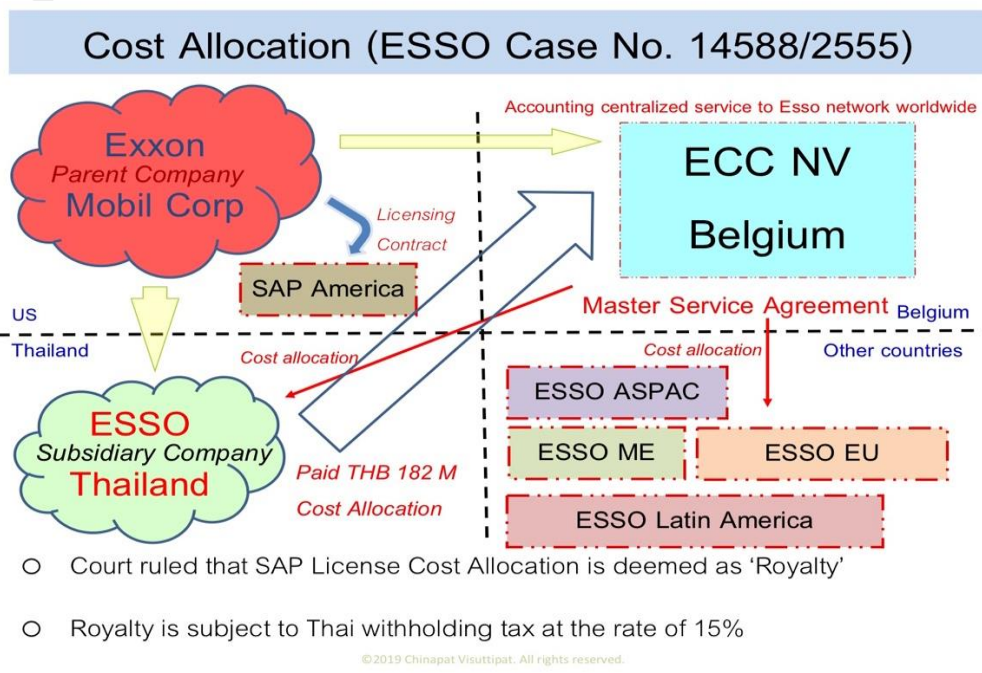 Cost Allocation (ESSO Case No. 14588/2555)
Accounting centralized service to Esso network worldwide
Exxon
Parent Company
Mobil Corp
ECC NV
Belgium
Licensing
Contract
SAP America
Master Service Agreement
US
Belgium
Thailand
Cost allocation
Cost allocation
Other countries
ESSO
Subsidiary Company
Thailand
Paid THB 182 M
Cost Allocation
ESSO ASPAC
ESSO ME
ESSO EU
ESSO Latin America
o Court ruled that SAP License Cost Allocation is deemed as ‘Royalty’
o Royalty is subject to Thai withholding tax at the rate of 15%
©2019 Chinapat Visuttipat. All rights reserved.